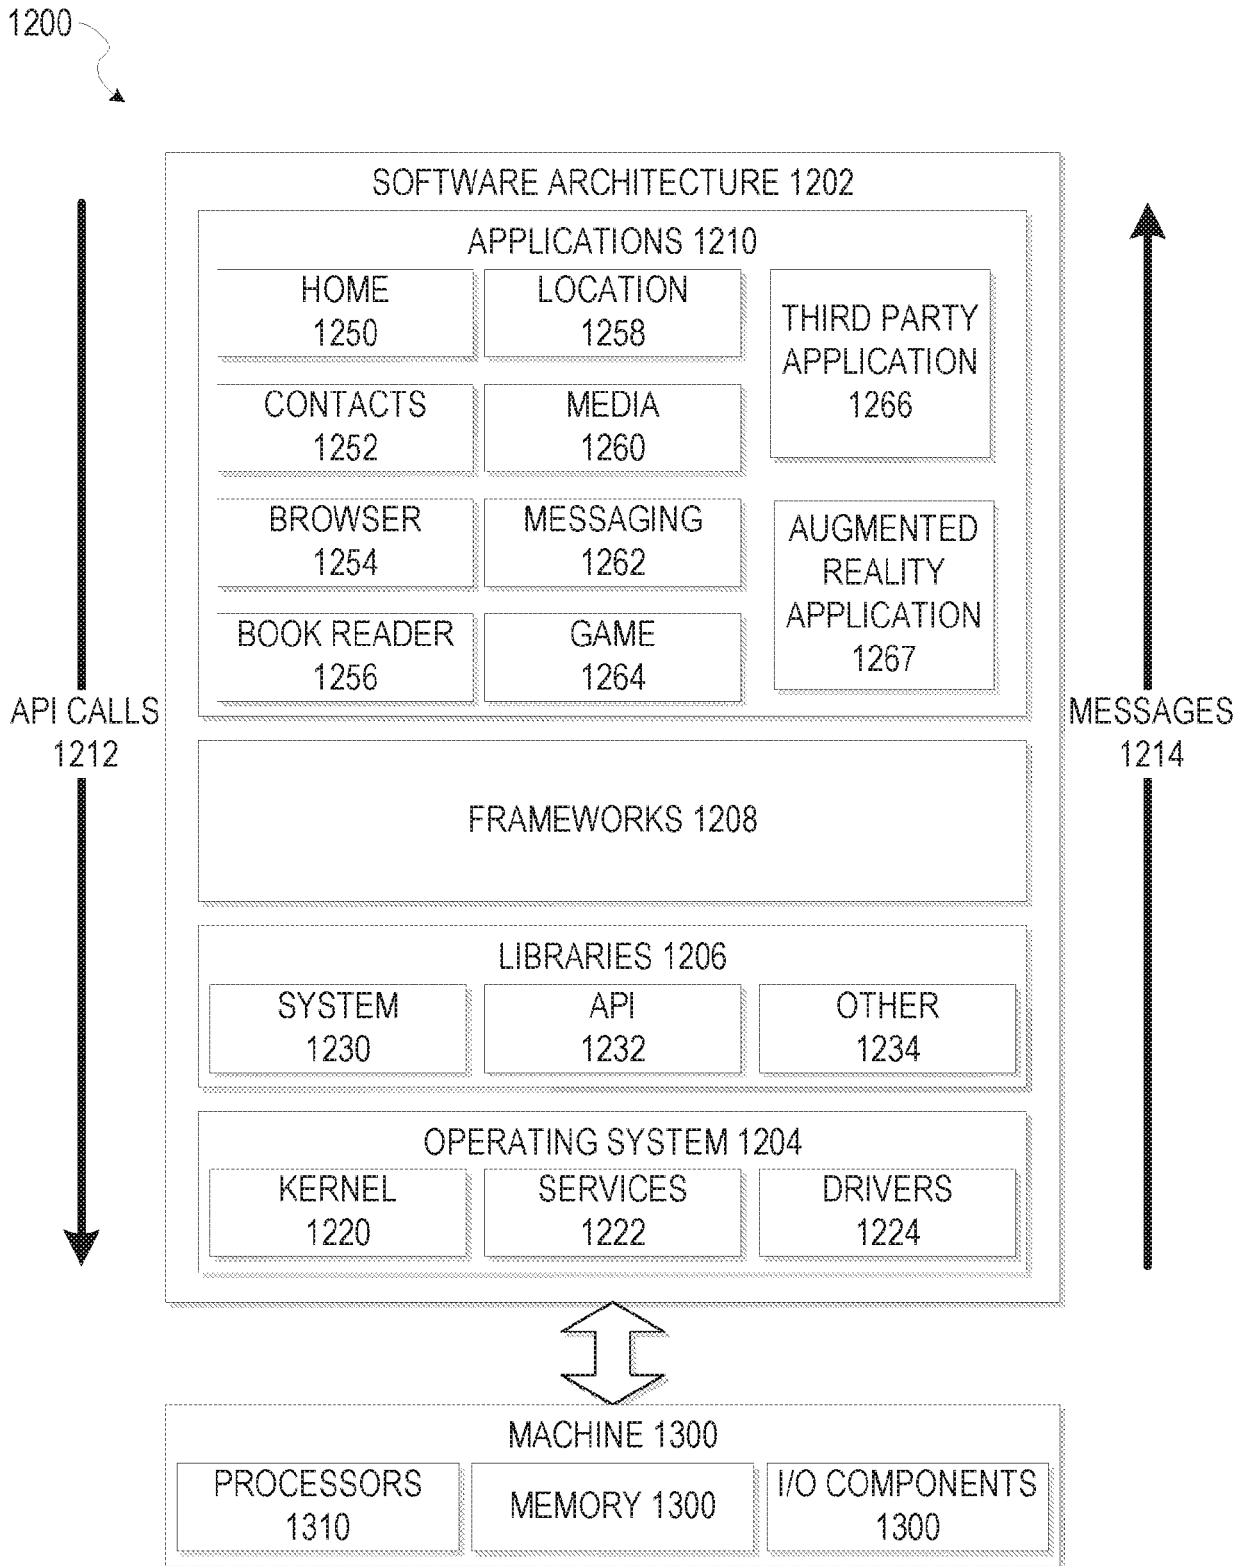 1200
SOFTWARE ARCHITECTURE 1202
APPLICATIONS 1210
HOME
1250
LOCATION
1258
THIRD PARTY
APPLICATION
1266
CONTACTS
1252
MEDIA
1260
BROWSER
1254
MESSAGING
1262
AUGMENTED
REALITY
APPLICATION
1267
BOOK READER
1256
GAME
1264
API CALLS
1212
MESSAGES
1214
FRAMEWORKS 1208
LIBRARIES 1206
SYSTEM
1230
API
1232
OTHER
1234
OPERATING SYSTEM 1204
KERNEL
1220
SERVICES
1222
DRIVERS
1224
MACHINE 1300
PROCESSORS
1310
MEMORY 1300
I/O COMPONENTS
1300